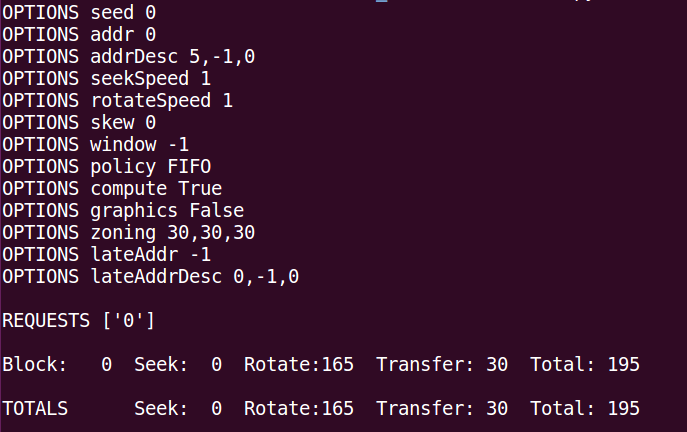 OPTIONS seed 0
OPTIONS addr 0
OPTIONS addrDesc 5,-1,0
OPTIONS seekSpeed 1
OPTIONS rotateSpeed 1
OPTIONS skew 0
OPTIONS window -1
OPTIONS policy FIFO
OPTIONS compute True
OPTIONS graphics False
OPTIONS zoning 30,30,30
OPTIONS lateAddr -1
OPTIONS lateAddrDesc 0,-1,0
REQUESTS ['0']
Block:   0  Seek:  0  Rotate:165  Transfer: 30  Total: 195
TOTALS      Seek:  0  Rotate:165  Transfer: 30  Total: 195